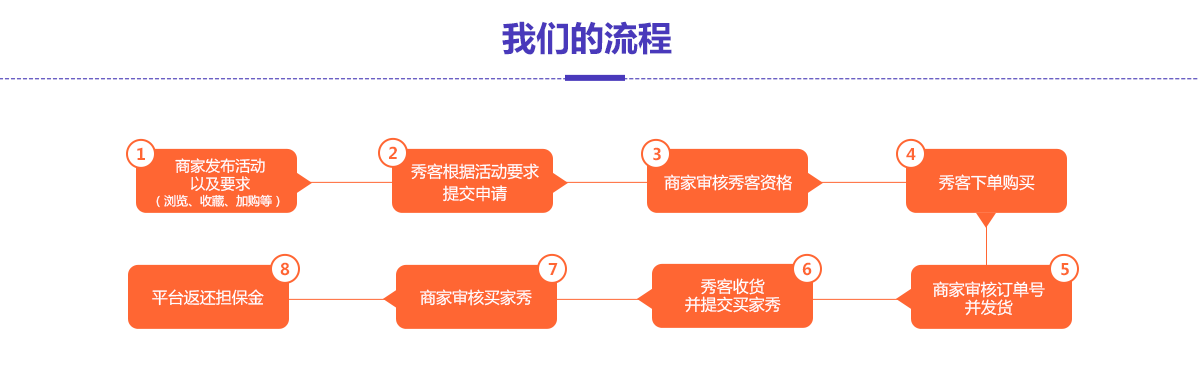 我们的流程
1
商家发布活动
以及要求
（浏览、收藏、加购等）
2
秀客根据活动要求
提交申请
3
商家审核秀客资格
4
秀客下单购买
5
商家审核订单号
并发货
6
秀客收货
并提交买家秀
7
商家审核买家秀
8
平台返还担保金